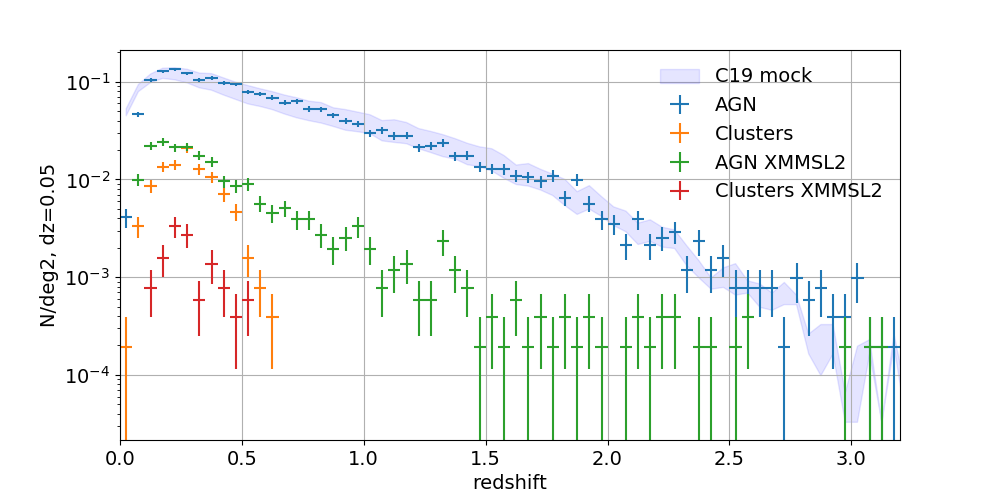 C19 mock
AGN
Clusters
AGN XMMSL2
Clusters XMMSL2
N/deg2, dz=0.05
10⁻¹
10⁻²
10⁻³
10⁻⁴
0.0 0.5 1.0 1.5 2.0 2.5 3.0
redshift